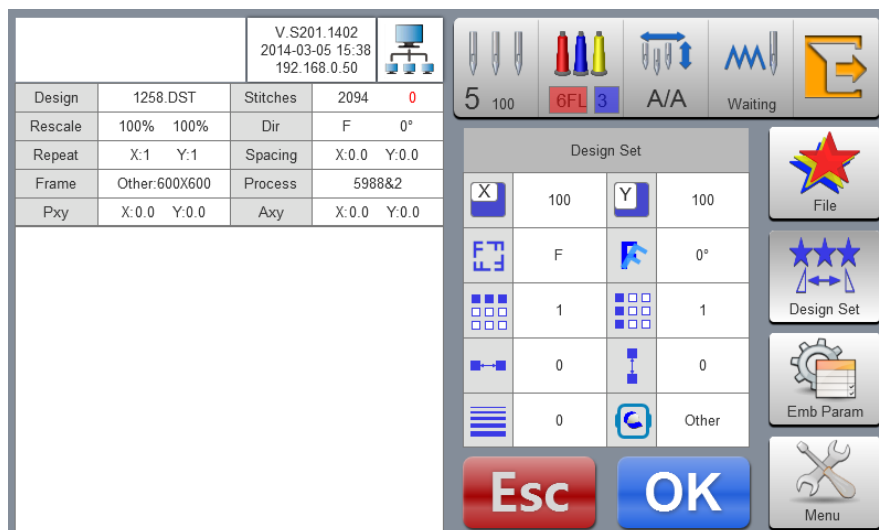 V.S201.1402
2014-03-05 15:38
192.168.0.50
Design 1258.DST Stitches 2094 0
Rescale 100% 100% Dir F 0°
Repeat X:1 Y:1 Spacing X:0.0 Y:0.0
Frame Other:600X600 Process 5988&2
Pxy X:0.0 Y:0.0 Axy X:0.0 Y:0.0
5 100 6FL 3 A/A Waiting
Design Set
X 100 Y 100
F F F F F F 0°
1 1
0 0
0 Other
Esc OK
File
Design Set
Emb Param
Menu